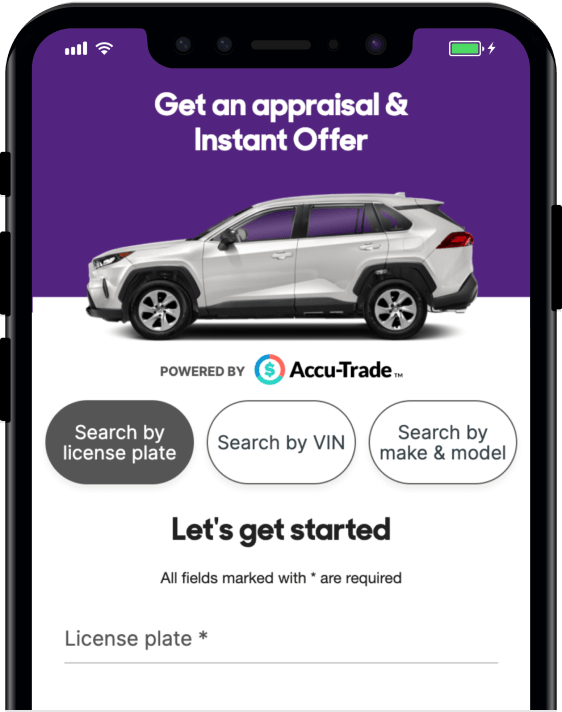 Get an appraisal &
Instant Offer
POWERED BY $ Accu-Trade™
Search by
license plate
Search by VIN
Search by
make & model
Let's get started
All fields marked with * are required
License plate *